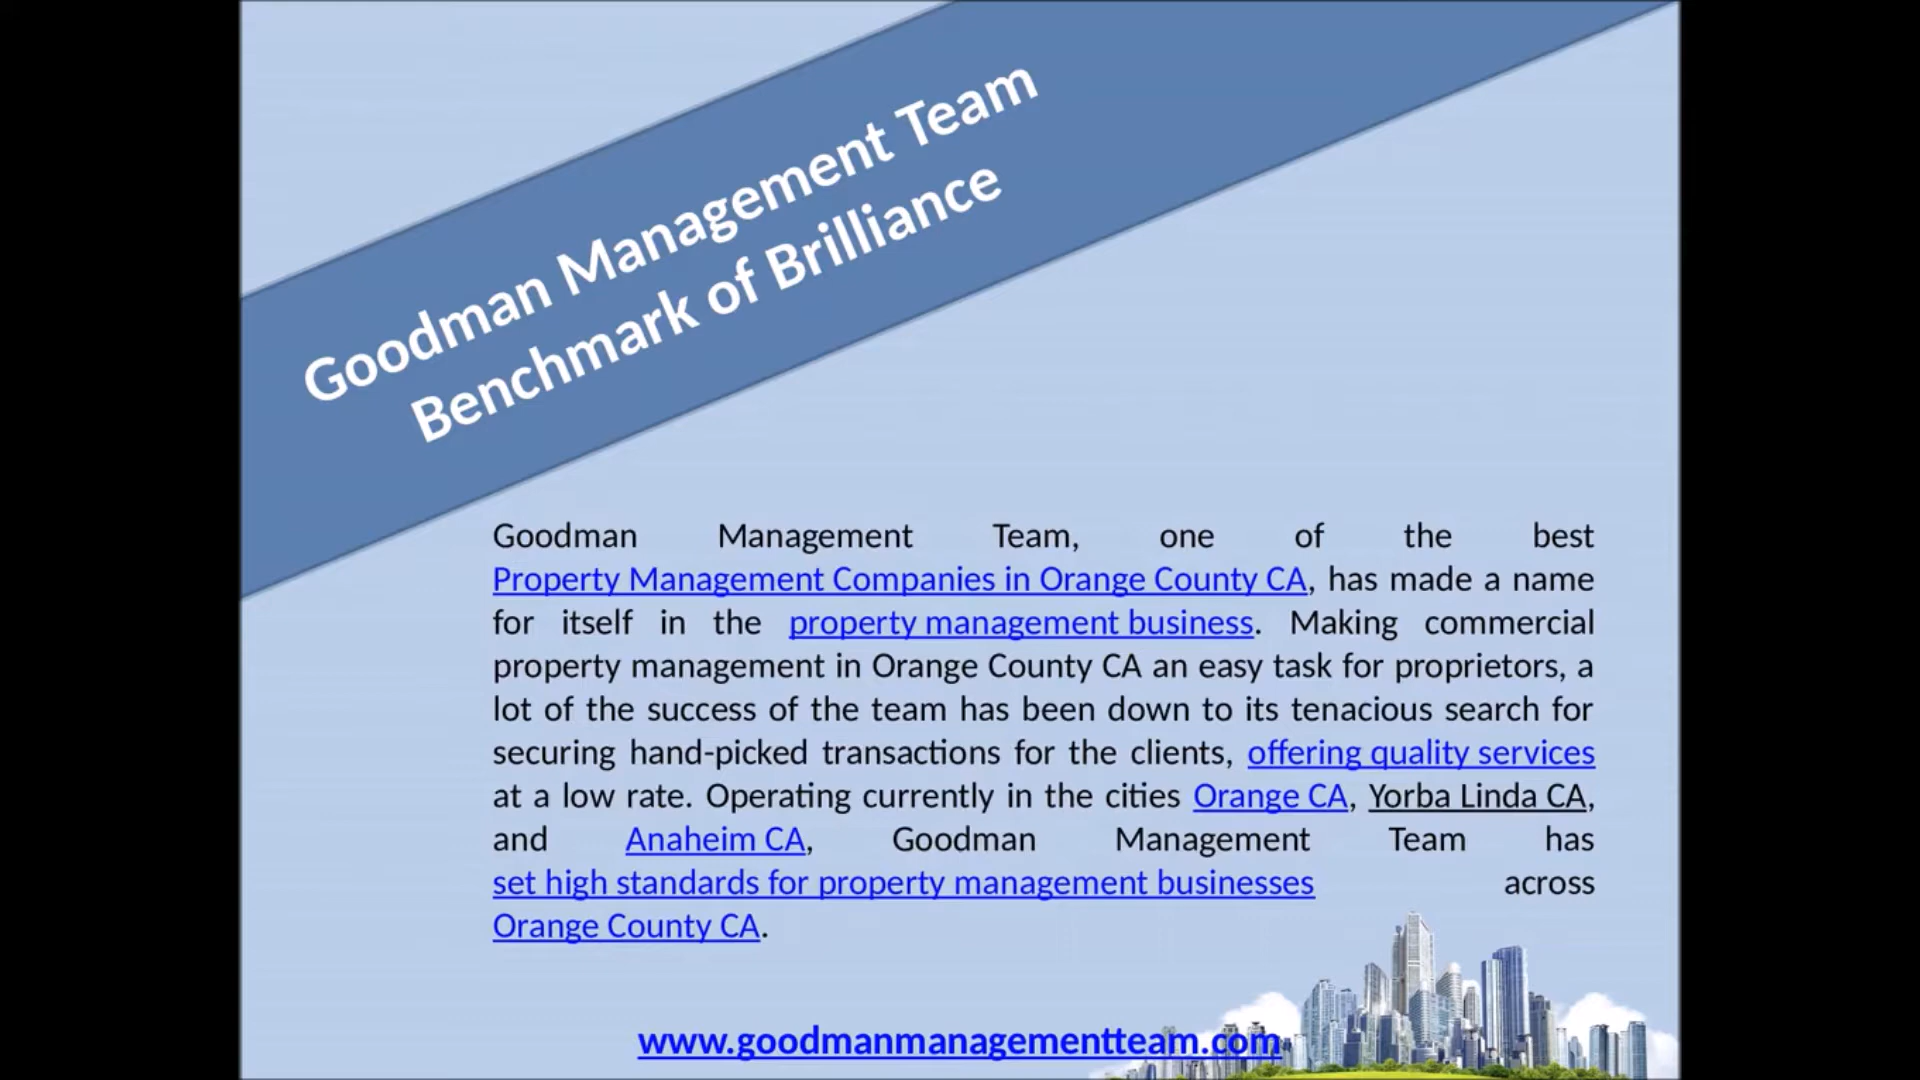 Goodman Management Team
Benchmark of Brilliance
Goodman Management Team, one of the best
Property Management Companies in Orange County CA, has made a name
for itself in the property management business. Making commercial
property management in Orange County CA an easy task for proprietors, a
lot of the success of the team has been down to its tenacious search for
securing hand-picked transactions for the clients, offering quality services
at a low rate. Operating currently in the cities Orange CA, Yorba Linda CA,
and Anaheim CA, Goodman Management Team has
set high standards for property management businesses across
Orange County CA.
www.goodmanmanagementteam.com